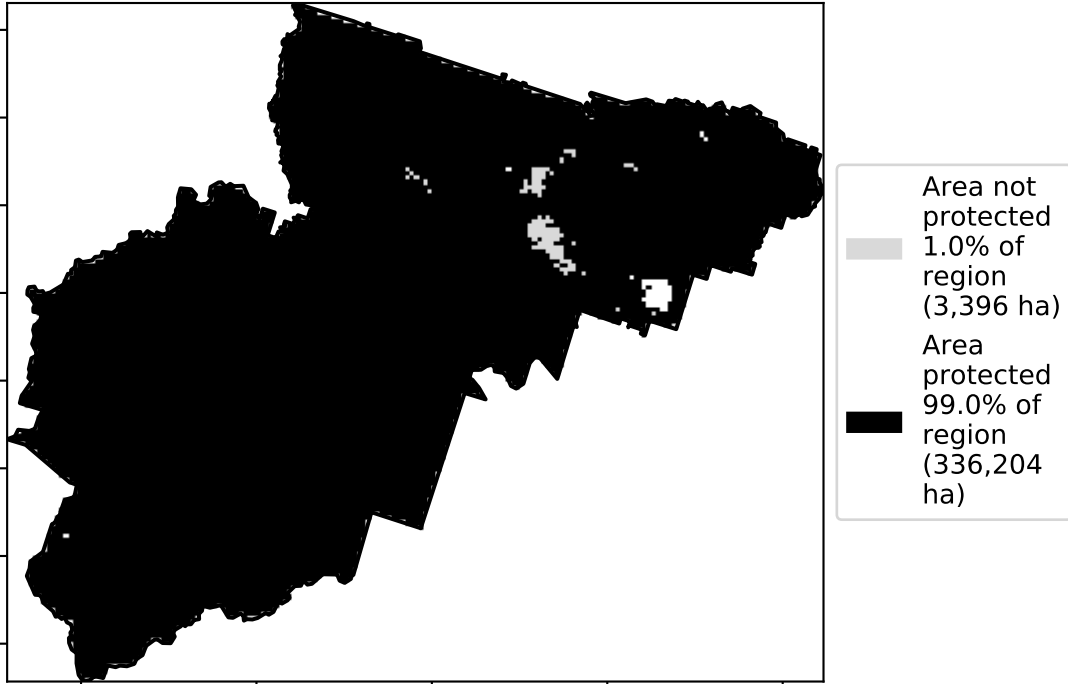 Area not
protected
1.0% of
region
(3,396 ha)
Area
protected
99.0% of
region
(336,204
ha)